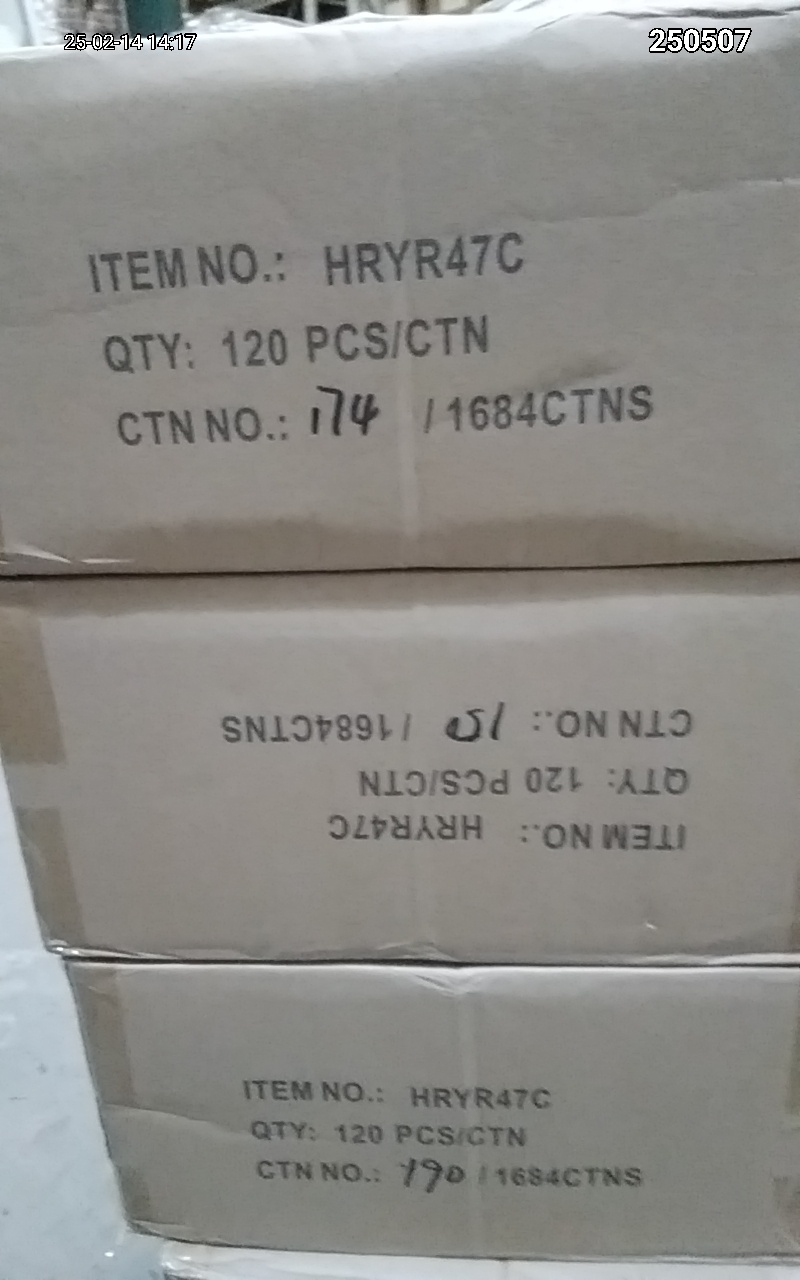 25-02-14 14:17
250507
ITEM NO.: HRYR47C
QTY: 120 PCS/CTN
CTN NO.: 174 / 1684CTNS
ITEM NO.: HRYR47C
QTY: 120 PCS/CTN
CTN NO.: / 1684CTNS
ITEM NO.: HRYR47C
QTY: 120 PCS/CTN
CTN NO.: 190 / 1684CTNS